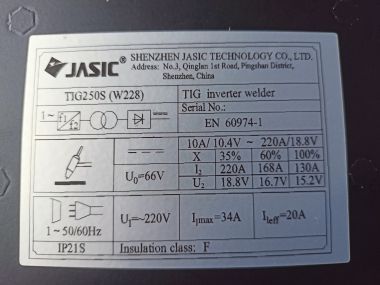 JASIC®
SHENZHEN JASIC TECHNOLOGY CO., LTD.
Address: No.3, Qinglan 1st Road, Pingshan District,
Shenzhen, China
TIG250S (W228)
TIG inverter welder
Serial No.:
1~ f1 f2
EN 60974-1
10A/10.4V ~ 220A/18.8V
X 35% 60% 100%
U0=66V
I2 220A 168A 130A
U2 18.8V 16.7V 15.2V
1~50/60Hz
U1=~220V
I1max=34A
I1eff=20A
IP21S
Insulation class: F